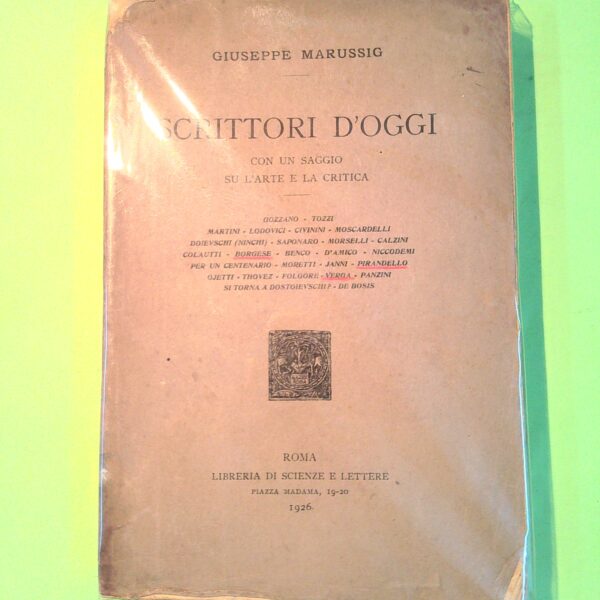 GIUSEPPE MARUSSIG
SCRITTORI D'OGGI
CON UN SAGGIO
SU L'ARTE E LA CRITICA
GOZZANO - TOZZI
MARTINI - LODOVICI - CIVININI - MOSCARDELLI
DOIEVSCHI (NINCHI) - SAPONARO - MORSELLI - CALZINI
COLAUTTI - BORGESE - BENCO - D'AMICO - NICCODEMI
PER UN CENTENARIO - MORETTI - JANNI - PIRANDELLO
OJETTI - THOVEZ - FOLGORE - VERGA - PANZINI
SI TORNA A DOSTOIEVSCHI? - DE BOSIS
ROMA
LIBRERIA DI SCIENZE E LETTERE
PIAZZA MADAMA, 19-20
1926